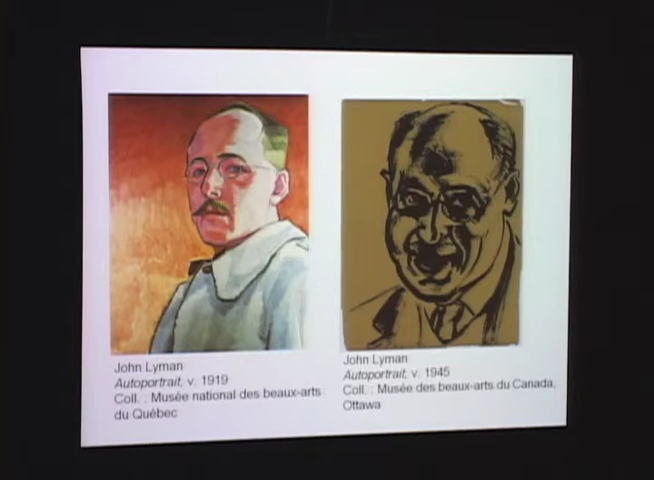 John Lyman
Autoportrait, v. 1919
Coll. : Musée national des beaux-arts
du Québec
John Lyman
Autoportrait, v. 1945
Coll. : Musée des beaux-arts du Canada,
Ottawa